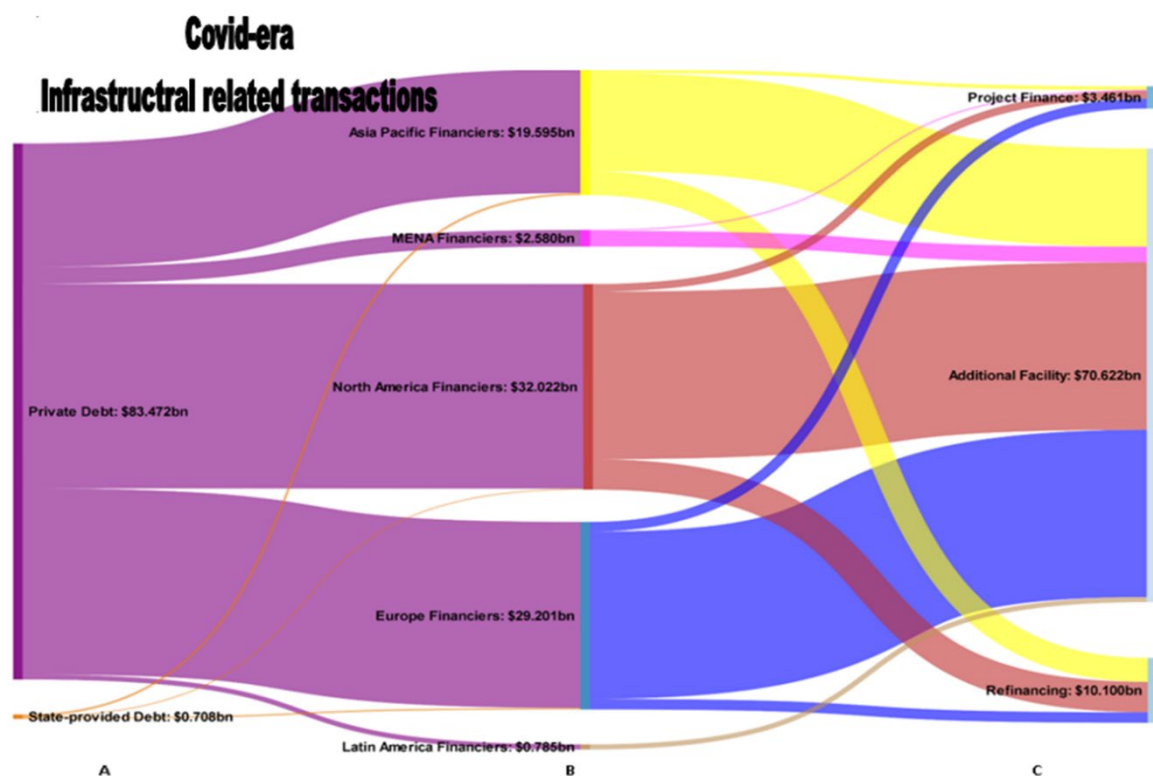 Covid-era
Infrastructral related transactions
Project Finance: $3.461bn
Asia Pacific Financiers: $19.595bn
MENA Financiers: $2.580bn
Additional Facility: $70.622bn
North America Financiers: $32.022bn
Private Debt: $83.472bn
Europe Financiers: $29.201bn
Refinancing: $10.100bn
State-provided Debt: $0.708bn
Latin America Financiers: $0.785bn
A B C